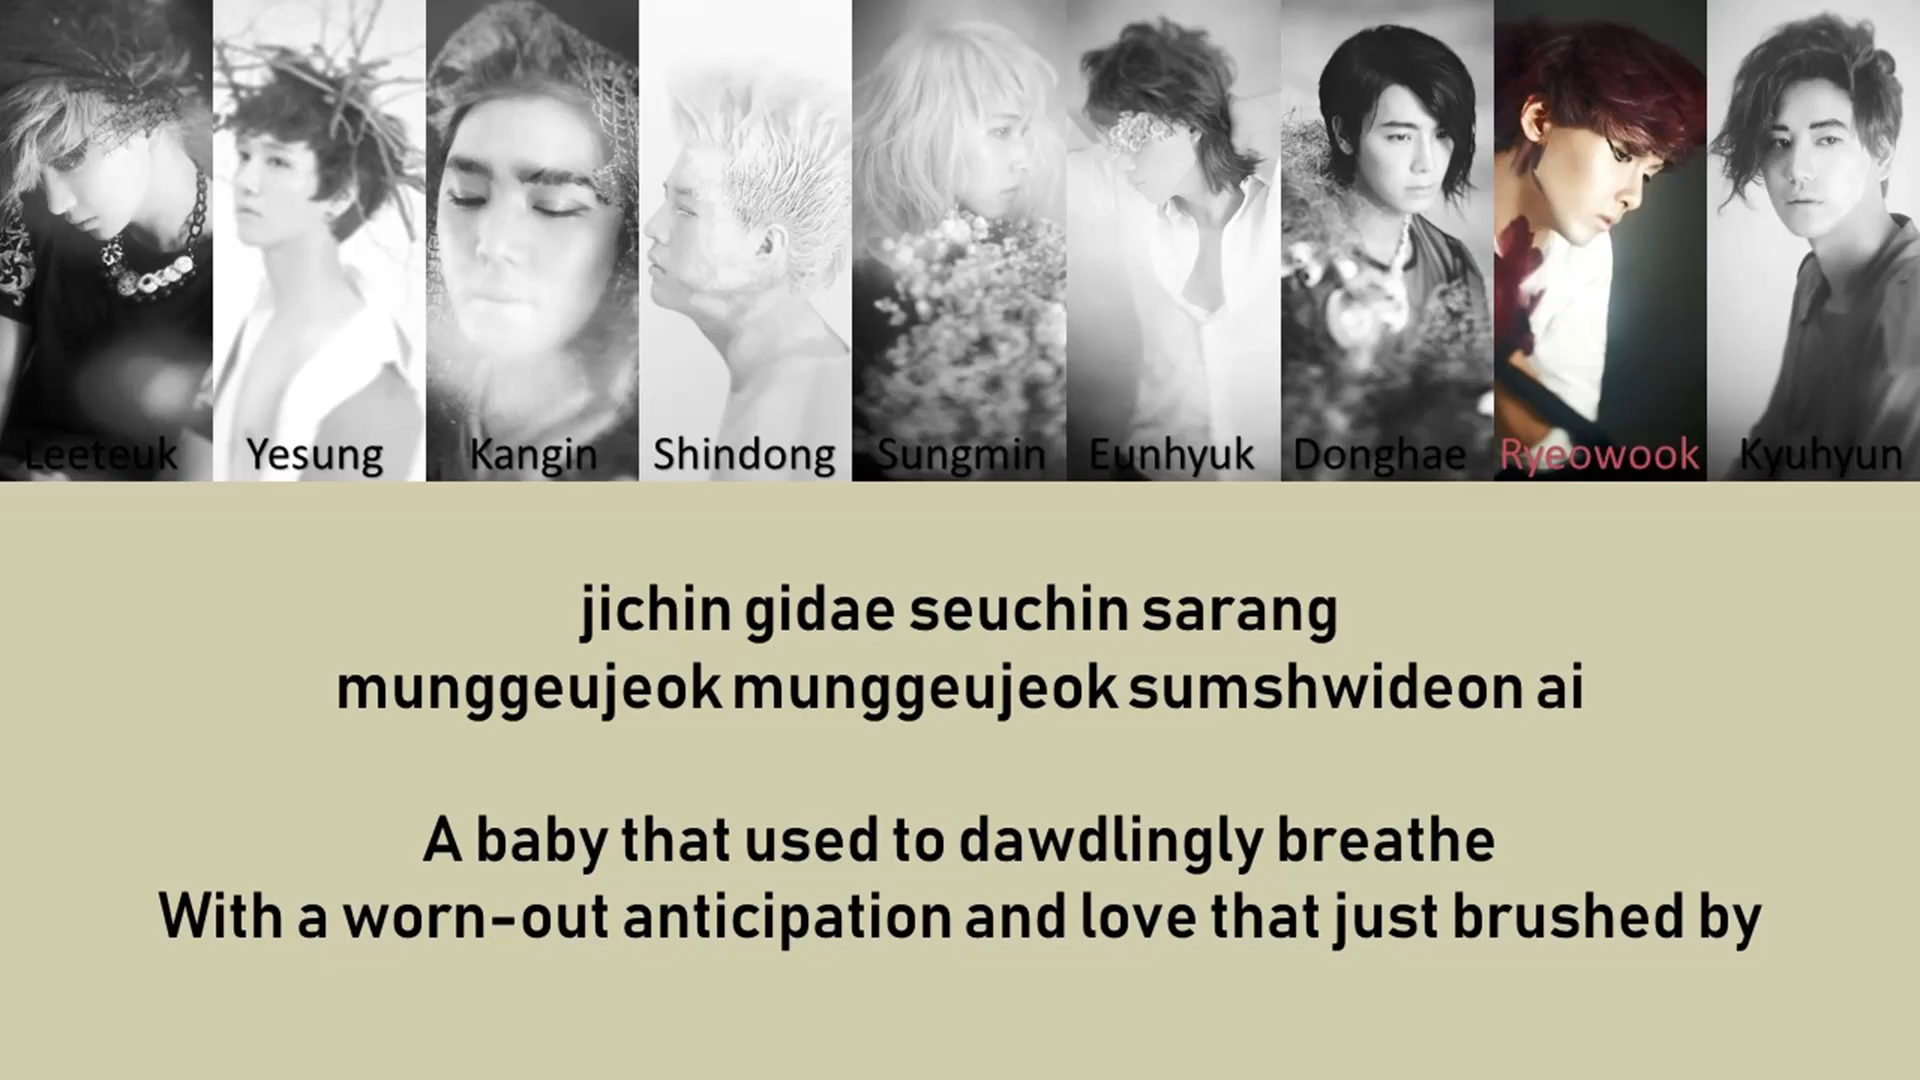 Leeteuk Yesung Kangin Shindong Sungmin Eunhyuk Donghae Ryeowook Kyuhyun
jichin gidae seuchin sarang
munggeujeok munggeujeok sumshwideon ai
A baby that used to dawdlingly breathe
With a worn-out anticipation and love that just brushed by